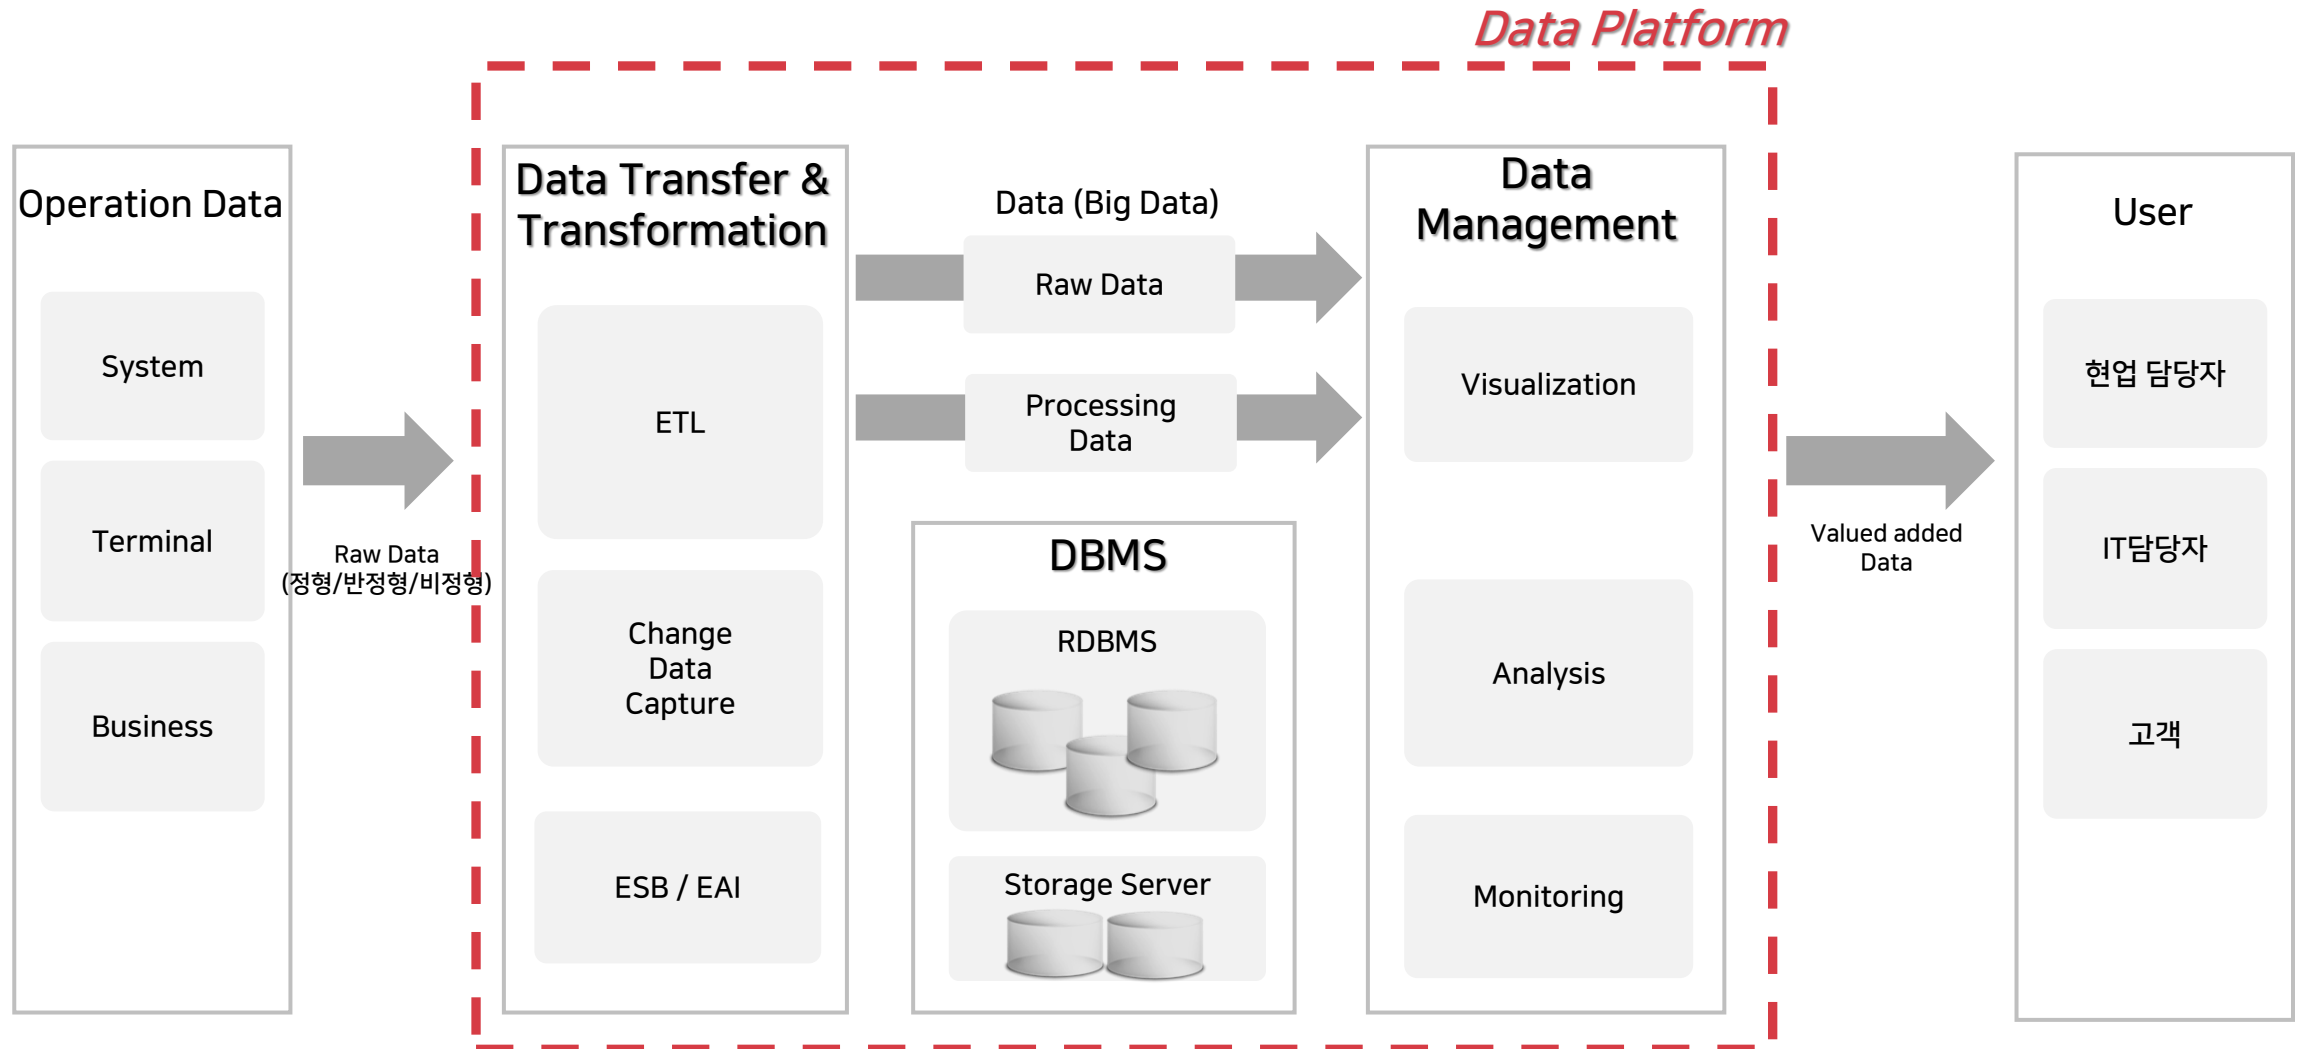 Data Platform
Operation Data
System
Terminal
Business
Raw Data
(정형/반정형/비정형)
Data Transfer &
Transformation
ETL
Change
Data
Capture
ESB / EAI
Data (Big Data)
Raw Data
Processing
Data
DBMS
RDBMS
Storage Server
Data
Management
Visualization
Analysis
Monitoring
Valued added
Data
User
현업 담당자
IT담당자
고객